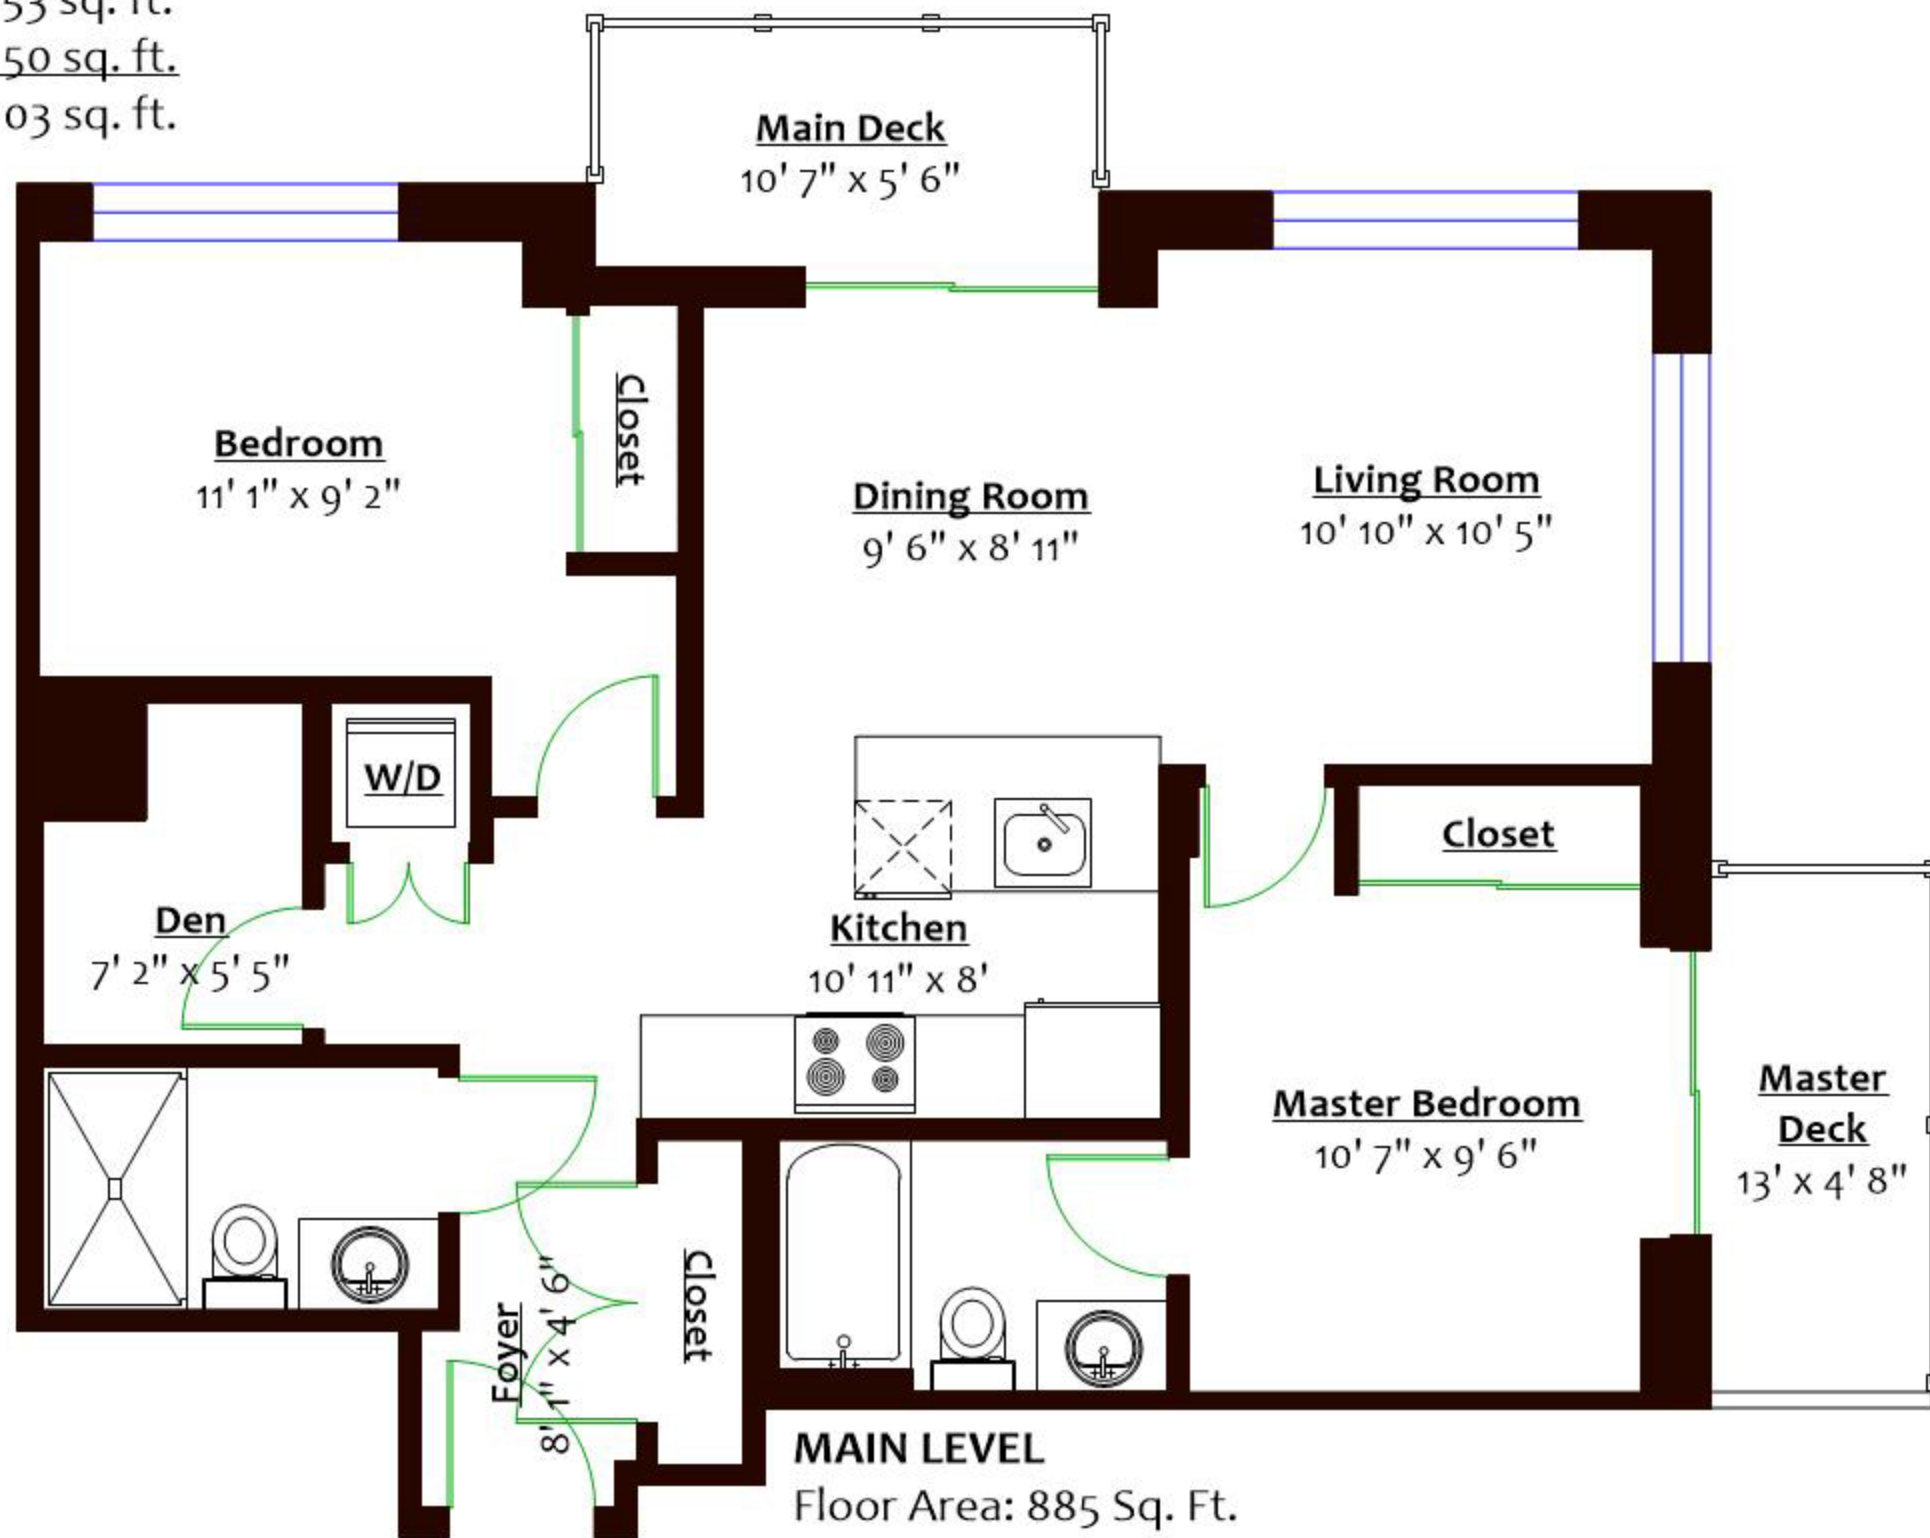 53 sq. ft.
50 sq. ft.
03 sq. ft.
Main Deck
10' 7" x 5' 6"
Bedroom
11' 1" x 9' 2"
Closet
Dining Room
9' 6" x 8' 11"
Living Room
10' 10" x 10' 5"
W/D
Closet
Den
7' 2" x 5' 5"
Kitchen
10' 11" x 8'
Master Bedroom
10' 7" x 9' 6"
Master
Deck
13' x 4' 8"
Foyer
8' 1" x 4' 6"
Closet
MAIN LEVEL
Floor Area: 885 Sq. Ft.